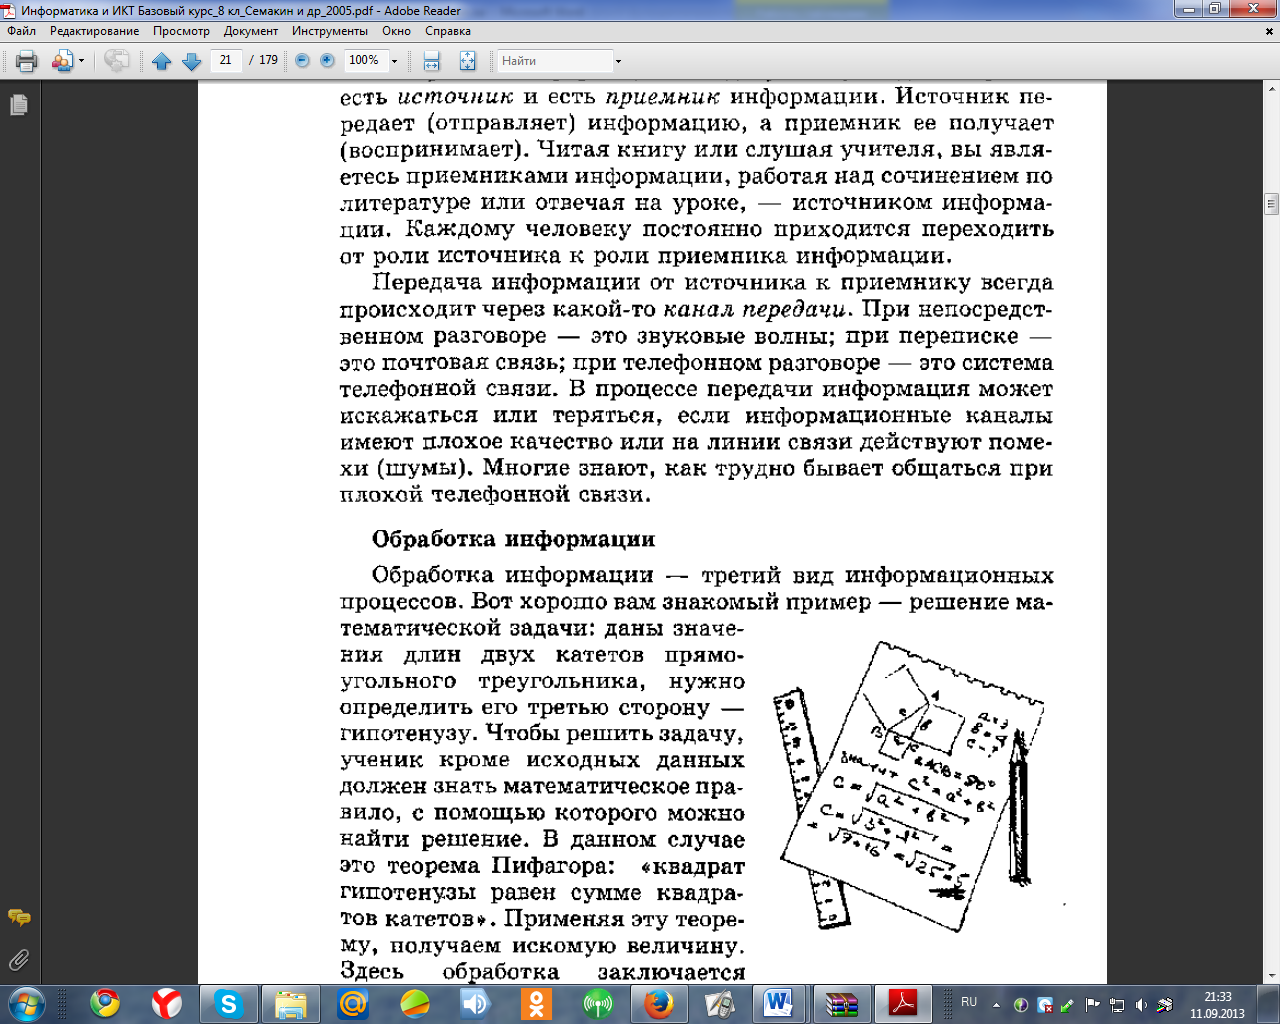 Информатика и ИКТ Базовый курс_8 кл_Семакин и др_2005.pdf - Adobe Reader
Файл Редактирование Просмотр Документ Инструменты Окно Справка
21 / 179 100% Найти
есть источник и есть приемник информации. Источник пе-
редает (отправляет) информацию, а приемник ее получает
(воспринимает). Читая книгу или слушая учителя, вы явля-
етесь приемниками информации, работая над сочинением по
литературе или отвечая на уроке, — источником информа-
ции. Каждому человеку постоянно приходится переходить
от роли источника к роли приемника информации.
Передача информации от источника к приемнику всегда
происходит через какой-то канал передачи. При непосредст-
венном разговоре — это звуковые волны; при переписке —
это почтовая связь; при телефонном разговоре — это система
телефонной связи. В процессе передачи информация может
искажаться или теряться, если информационные каналы
имеют плохое качество или на линии связи действуют поме-
хи (шумы). Многие знают, как трудно бывает общаться при
плохой телефонной связи.
Обработка информации
Обработка информации — третий вид информационных
процессов. Вот хорошо вам знакомый пример — решение ма-
тематической задачи: даны значе-
ния длин двух катетов прямо-
угольного треугольника, нужно
определить его третью сторону —
гипотенузу. Чтобы решить задачу,
ученик кроме исходных данных
должен знать математическое пра-
вило, с помощью которого можно
найти решение. В данном случае
это теорема Пифагора: «квадрат
гипотенузы равен сумме квадра-
тов катетов». Применяя эту теоре-
му, получаем искомую величину.
Здесь обработка заключается
c² = a² + b²
c = √a² + b²
RU 21:33
11.09.2013